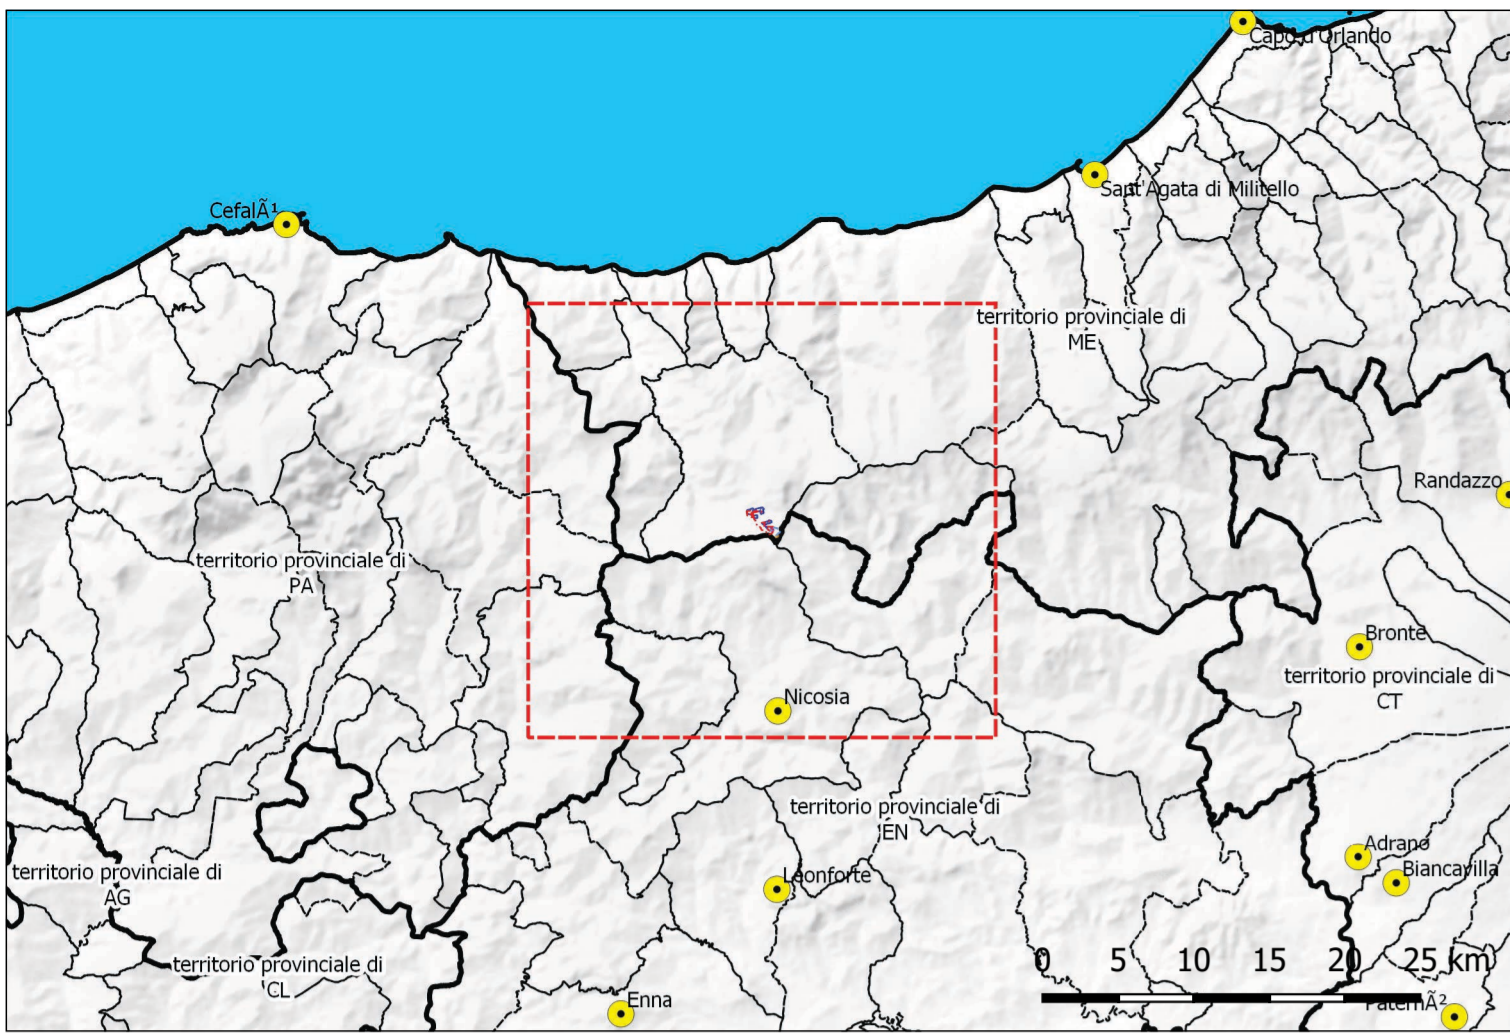 Capo d'Orlando
Sant'Agata di Militello
CefalÃ¹
territorio provinciale di
ME
Randazzo
territorio provinciale di
PA
Bronte
territorio provinciale di
CT
Nicosia
territorio provinciale di
EN
Adrano
Biancavilla
territorio provinciale di
AG
Leonforte
territorio provinciale di
CL
0 5 10 15 20 25 km
Enna
PaternÃ²